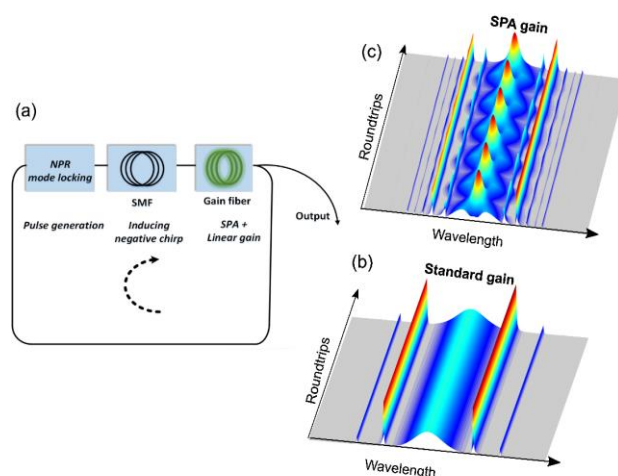 (a)
NPR
mode locking
SMF
Gain fiber
Pulse generation
Inducing
negative chirp
SPA +
Linear gain
Output
(c)
SPA gain
Roundtrips
Wavelength
(b)
Standard gain
Roundtrips
Wavelength